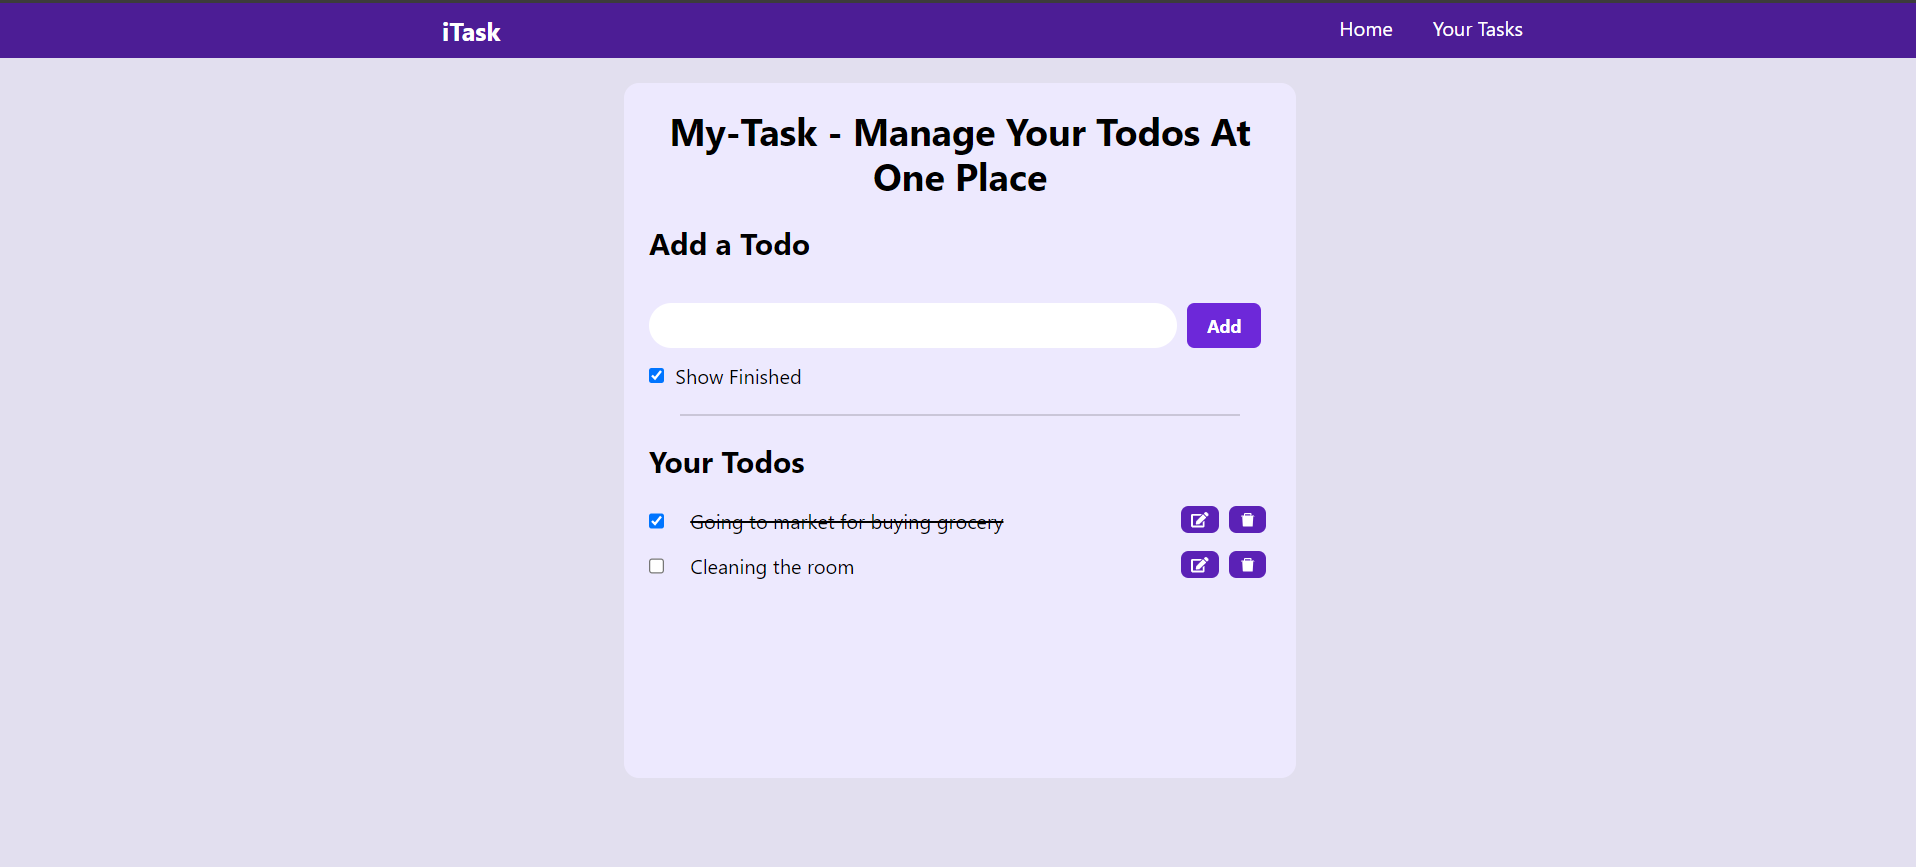 iTask
Home
Your Tasks
My-Task - Manage Your Todos At
One Place
Add a Todo
Add
Show Finished
Your Todos
Going to market for buying grocery
Cleaning the room